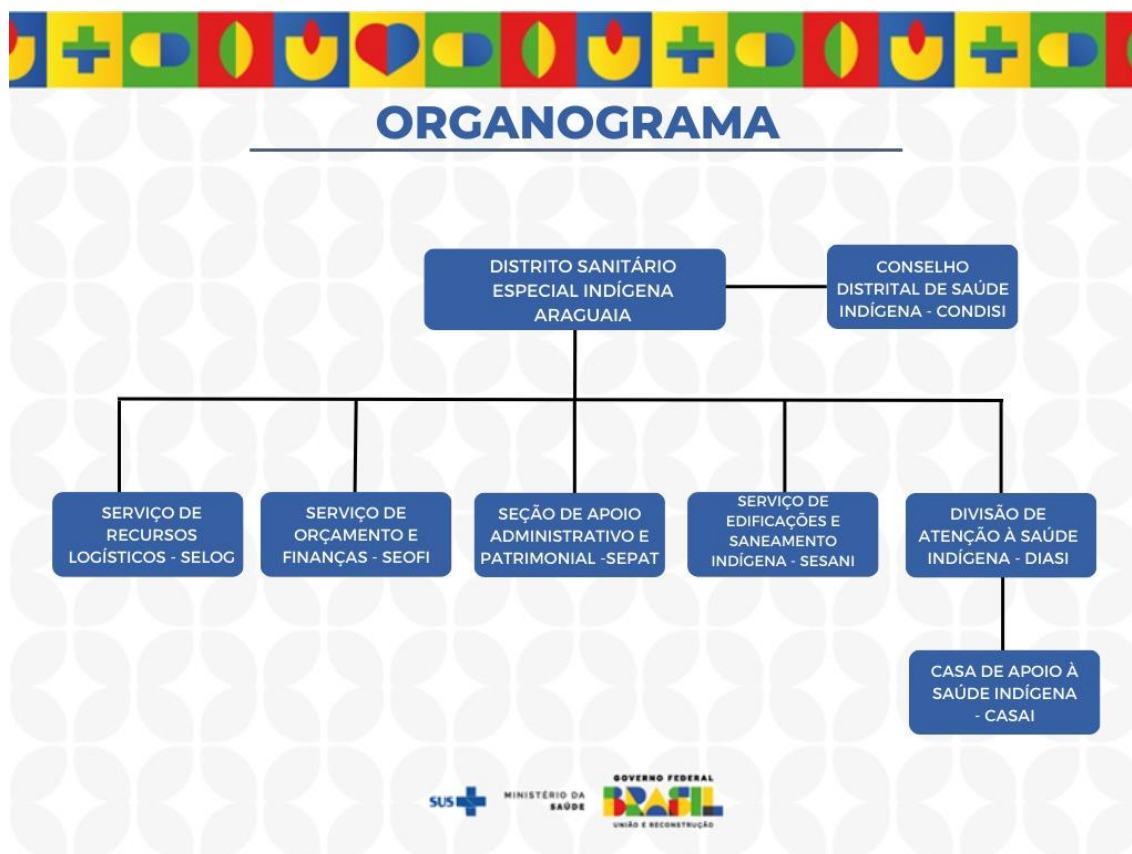 ORGANOGRAMA
DISTRITO SANITÁRIO
ESPECIAL INDÍGENA
ARAGUAIA
CONSELHO
DISTRITAL DE SAÚDE
INDÍGENA - CONDISI
SERVIÇO DE
RECURSOS
LOGÍSTICOS - SELOG
SERVIÇO DE
ORÇAMENTO E
FINANÇAS - SEOFI
SEÇÃO DE APOIO
ADMINISTRATIVO E
PATRIMONIAL -SEPAT
SERVIÇO DE
EDIFICAÇÕES E
SANEAMENTO
INDÍGENA - SESANI
DIVISÃO DE
ATENÇÃO À SAÚDE
INDÍGENA - DIASI
CASA DE APOIO À
SAÚDE INDÍGENA
- CASAI
SUS
MINISTÉRIO DA
SAÚDE
GOVERNO FEDERAL
BRASIL
UNIÃO E RECONSTRUÇÃO